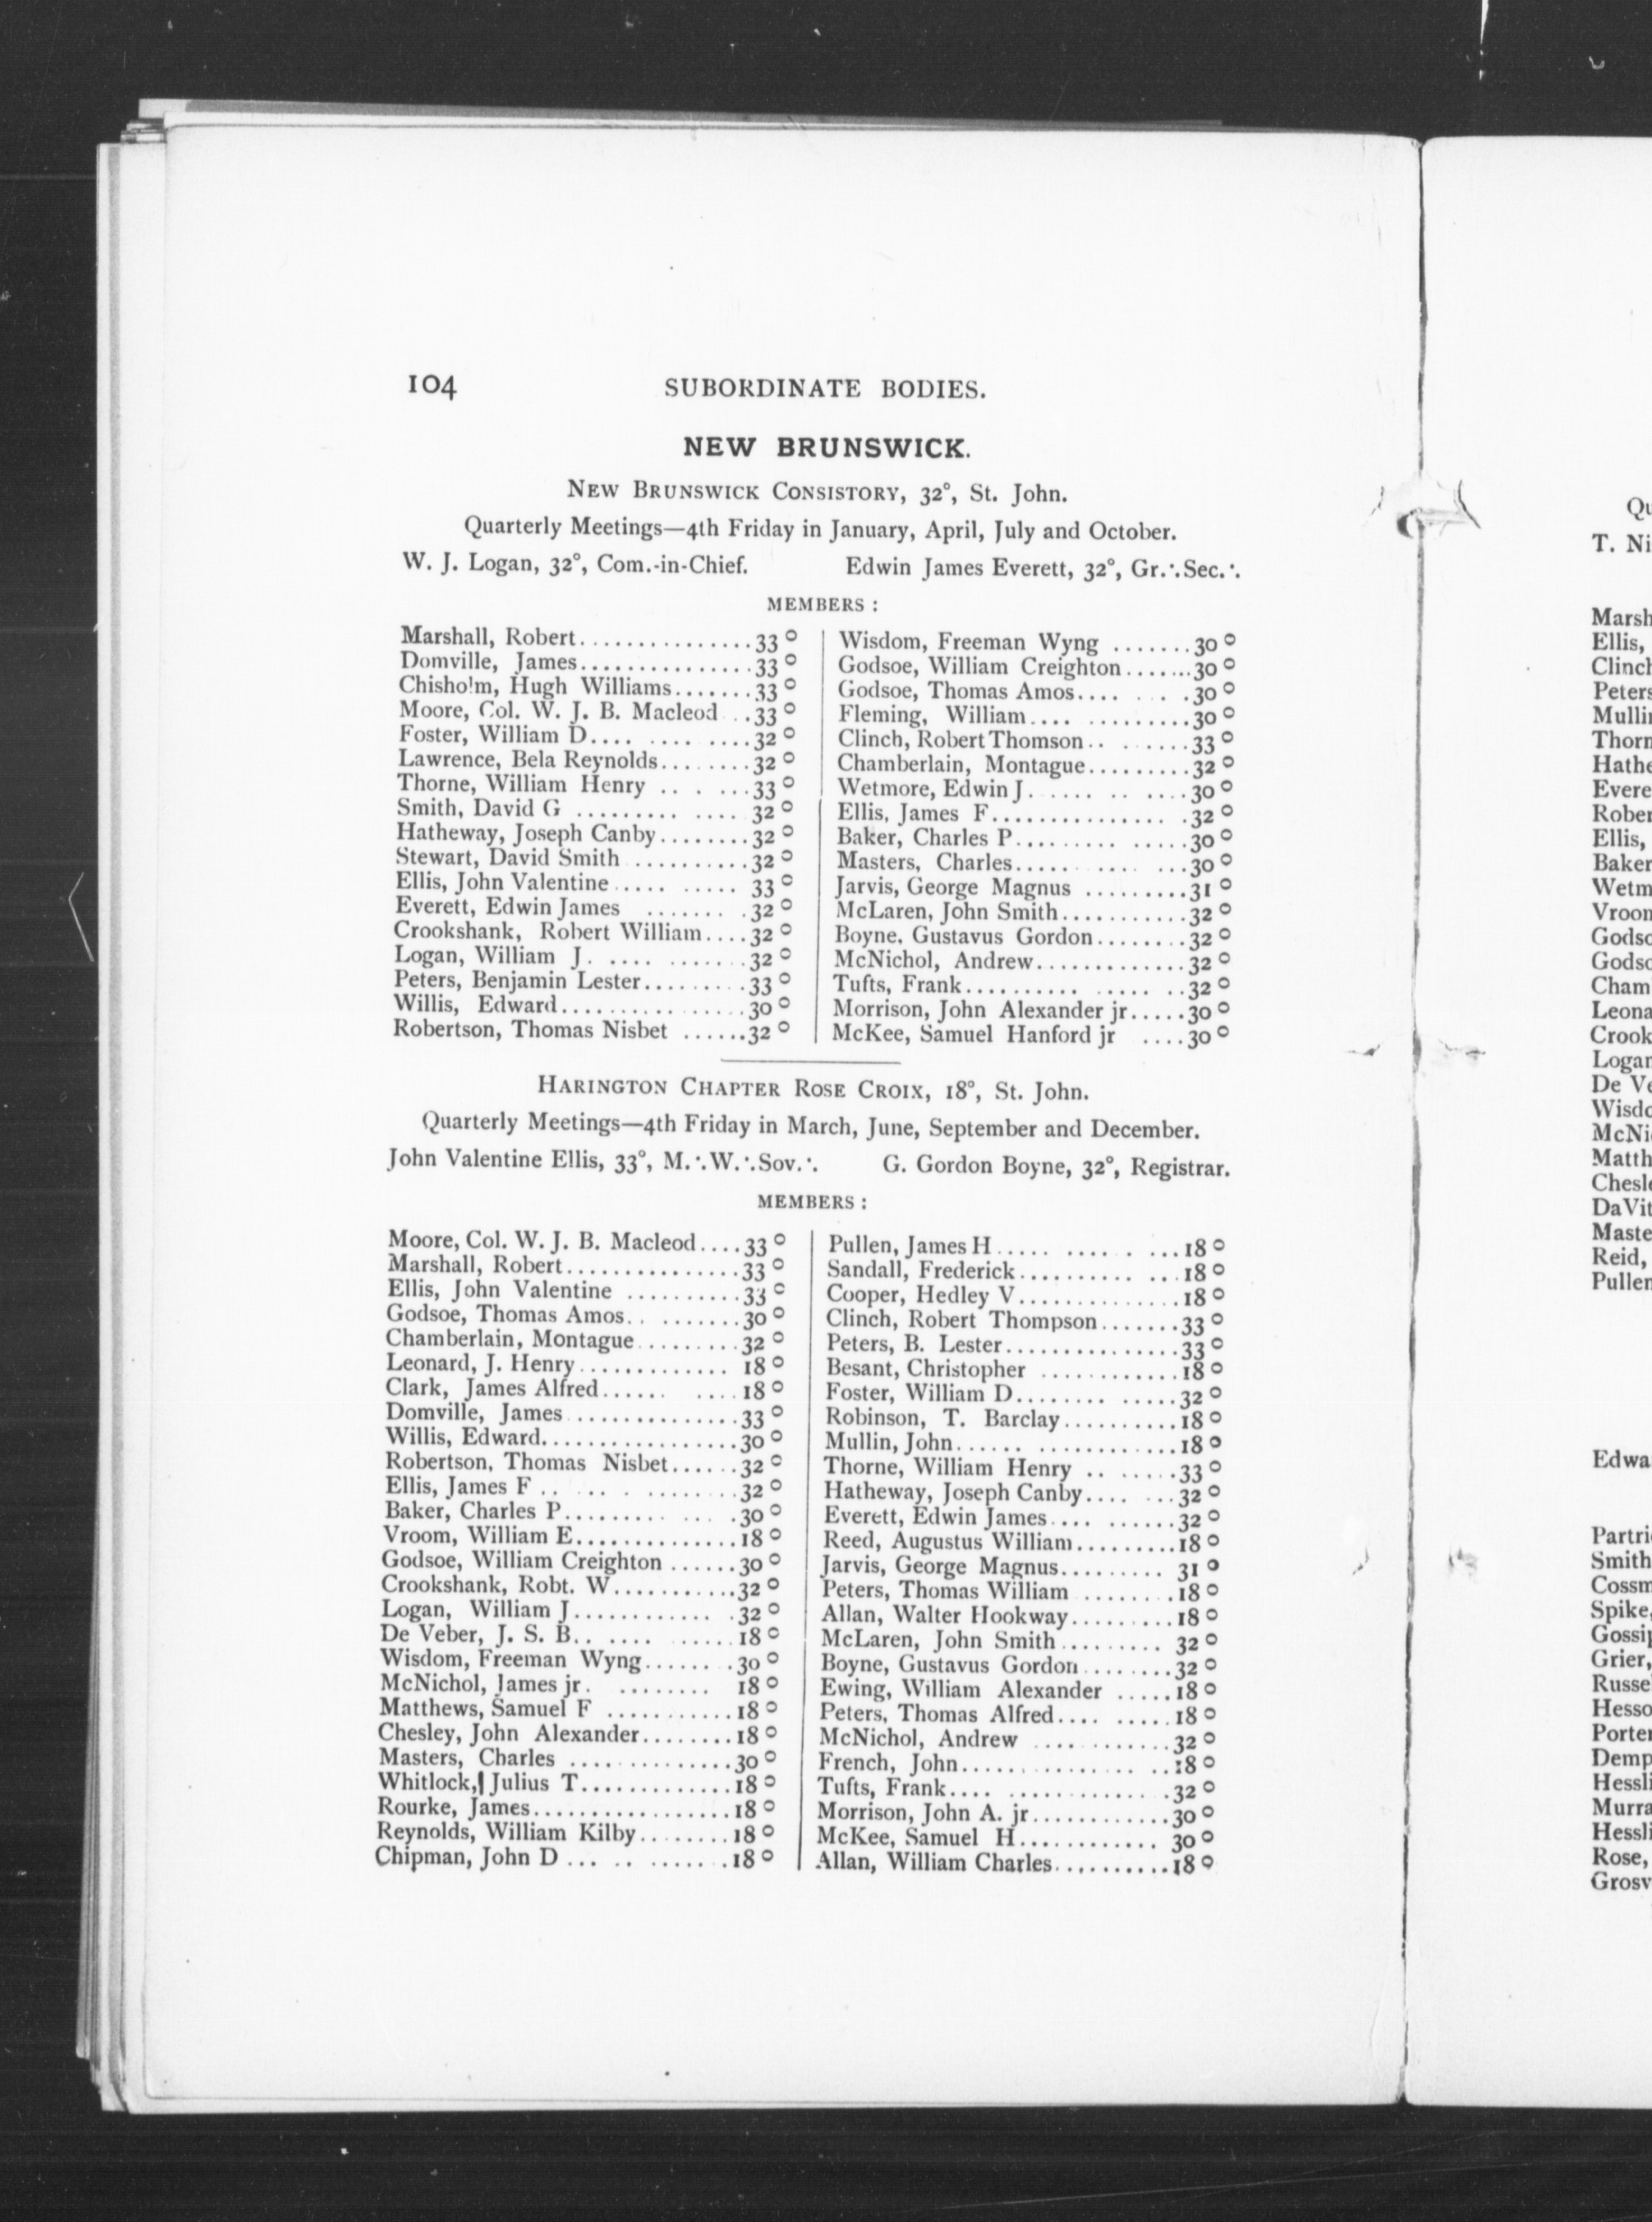 104 SUBORDINATE BODIES.
NEW BRUNSWICK.
NEW BRUNSWICK CONSISTORY, 32°, St. John.
Quarterly Meetings—4th Friday in January, April, July and October.
W. J. Logan, 32°, Com.-in-Chief. Edwin James Everett, 32°, Gr.∴Sec.∴
MEMBERS :
Marshall, Robert...............33°
Domville, James...............33°
Chisholm, Hugh Williams.......33°
Moore, Col. W. J. B. Macleod ..33°
Foster, William D.... .... ....32°
Lawrence, Bela Reynolds........32°
Thorne, William Henry .. . ...33°
Smith, David G ......... .... 32°
Hatheway, Joseph Canby........32°
Stewart, David Smith ..........32°
Ellis, John Valentine ..... ...... 33°
Everett, Edwin James ....... .32°
Crookshank, Robert William....32°
Logan, William J. .... .......32°
Peters, Benjamin Lester.........33°
Willis, Edward................30°
Robertson, Thomas Nisbet ......32°
Wisdom, Freeman Wyng .......30°
Godsoe, William Creighton.......30°
Godsoe, Thomas Amos.... . . .30°
Fleming, William.... .........30°
Clinch, Robert Thomson.. . .....33°
Chamberlain, Montague.........32°
Wetmore, Edwin J. ..... .. ....30°
Ellis, James F............... .32°
Baker, Charles P......... .....30°
Masters, Charles..... .... ...30°
Jarvis, George Magnus .........31°
McLaren, John Smith...........32°
Boyne, Gustavus Gordon........32°
McNichol, Andrew.............32°
Tufts, Frank.......... ..... ..32°
Morrison, John Alexander jr.....30°
McKee, Samuel Hanford jr ....30°
HARINGTON CHAPTER ROSE CROIX, 18°, St. John.
Quarterly Meetings—4th Friday in March, June, September and December.
John Valentine Ellis, 33°, M.∴W.∴Sov.∴ G. Gordon Boyne, 32°, Registrar.
MEMBERS :
Moore, Col. W. J. B. Macleod....33°
Marshall, Robert...............33°
Ellis, John Valentine ..........33°
Godsoe, Thomas Amos.. .......30°
Chamberlain, Montague.........32°
Leonard, J. Henry............. 18°
Clark, James Alfred...... ....18°
Domville, James ...............33°
Willis, Edward.................30°
Robertson, Thomas Nisbet......32°
Ellis, James F .. .. . ........32°
Baker, Charles P......... ... .30°
Vroom, William E..............18°
Godsoe, William Creighton ......30°
Crookshank, Robt. W...........32°
Logan, William J............ .32°
De Veber, J. S. B.. .... ......18°
Wisdom, Freeman Wyng........30°
McNichol, James jr. ........ 18°
Matthews, Samuel F ...........18°
Chesley, John Alexander........18°
Masters, Charles ..............30°
Whitlock, Julius T.............18°
Rourke, James.................18°
Reynolds, William Kilby........18°
Chipman, John D ... .. .......18°
Pullen, James H ..... ..... . ...18°
Sandall, Frederick.......... ...18°
Cooper, Hedley V..............18°
Clinch, Robert Thompson.......33°
Peters, B. Lester...............33°
Besant, Christopher ............18°
Foster, William D........ .....32°
Robinson, T. Barclay..........18°
Mullin, John...... ............18°
Thorne, William Henry .. ......33°
Hatheway, Joseph Canby.... ...32°
Everett, Edwin James.... ......32°
Reed, Augustus William.........18°
Jarvis, George Magnus......... 31°
Peters, Thomas William ........18°
Allan, Walter Hookway.........18°
McLaren, John Smith ......... 32°
Boyne, Gustavus Gordon ........32°
Ewing, William Alexander .....18°
Peters, Thomas Alfred.... .....18°
McNichol, Andrew ............32°
French, John............... ..18°
Tufts, Frank.... ..............32°
Morrison, John A. jr............30°
McKee, Samuel H............ 30°
Allan, William Charles..........18°
T.
Ellis,
Ellis,
Reid,